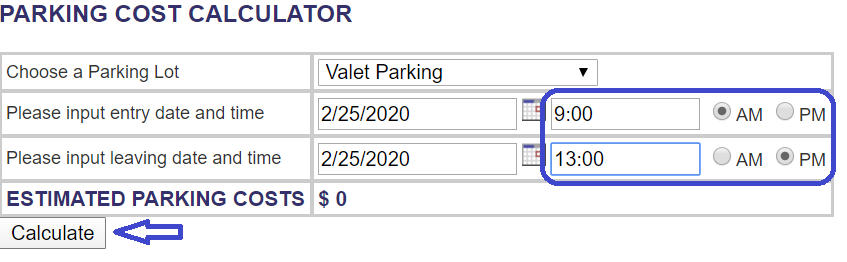 PARKING COST CALCULATOR
Choose a Parking Lot Valet Parking
Please input entry date and time 2/25/2020 9:00 AM PM
Please input leaving date and time 2/25/2020 13:00 AM PM
ESTIMATED PARKING COSTS $ 0
Calculate